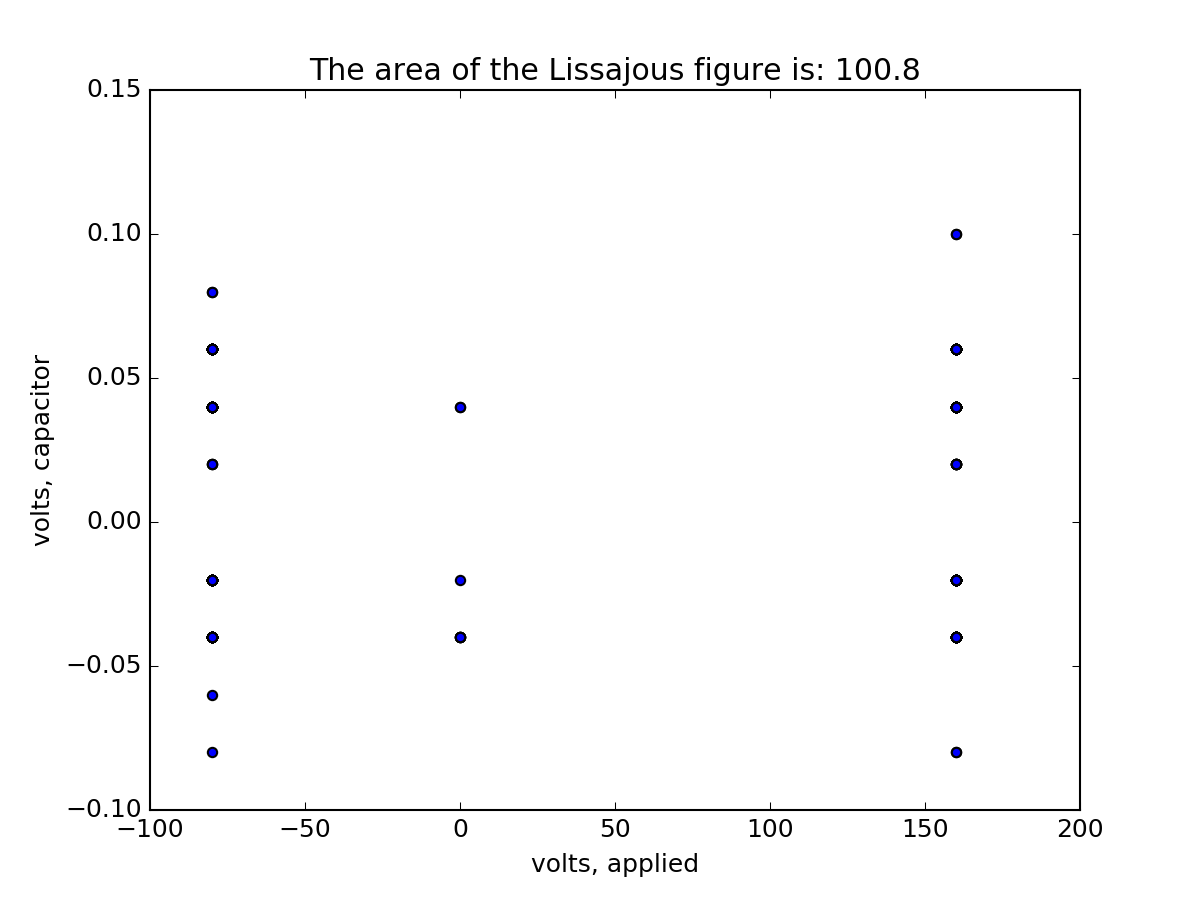 The area of the Lissajous figure is: 100.8
0.15
0.10
0.05
0.00
−0.05
−0.10
volts, capacitor
−100 −50 0 50 100 150 200
volts, applied